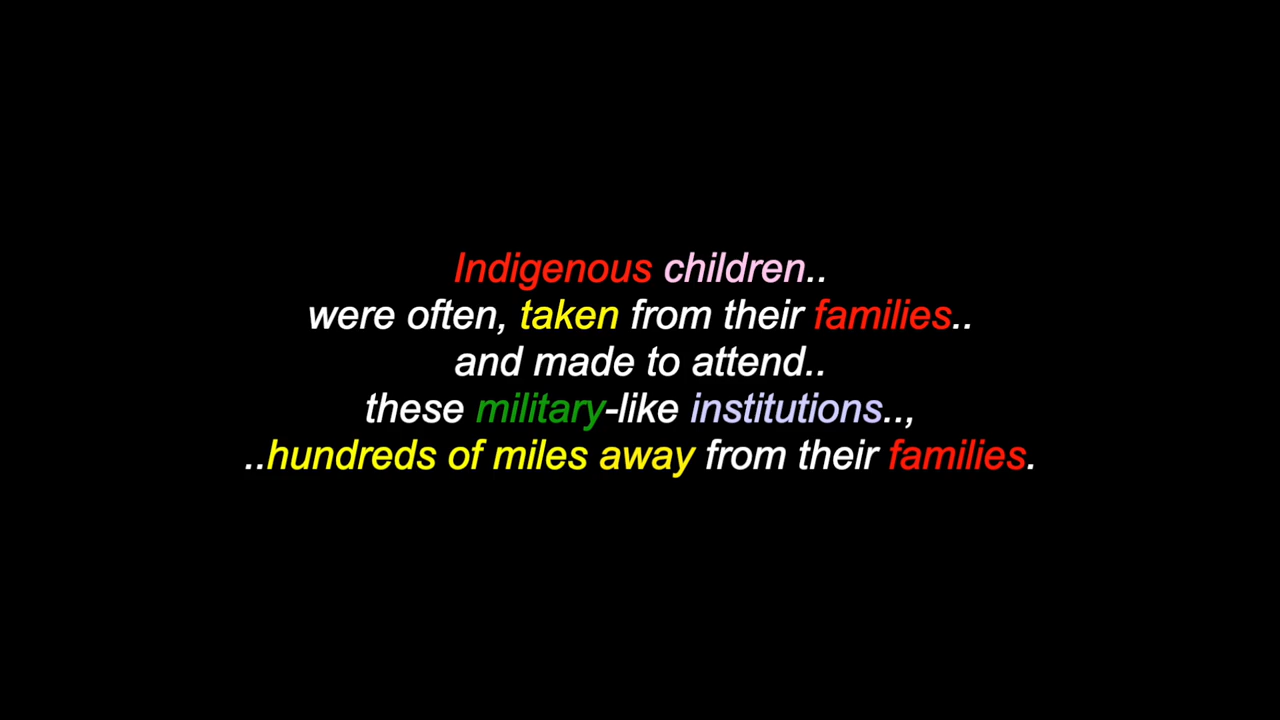 Indigenous children..
were often, taken from their families..
and made to attend..
these military-like institutions..,
..hundreds of miles away from their families.